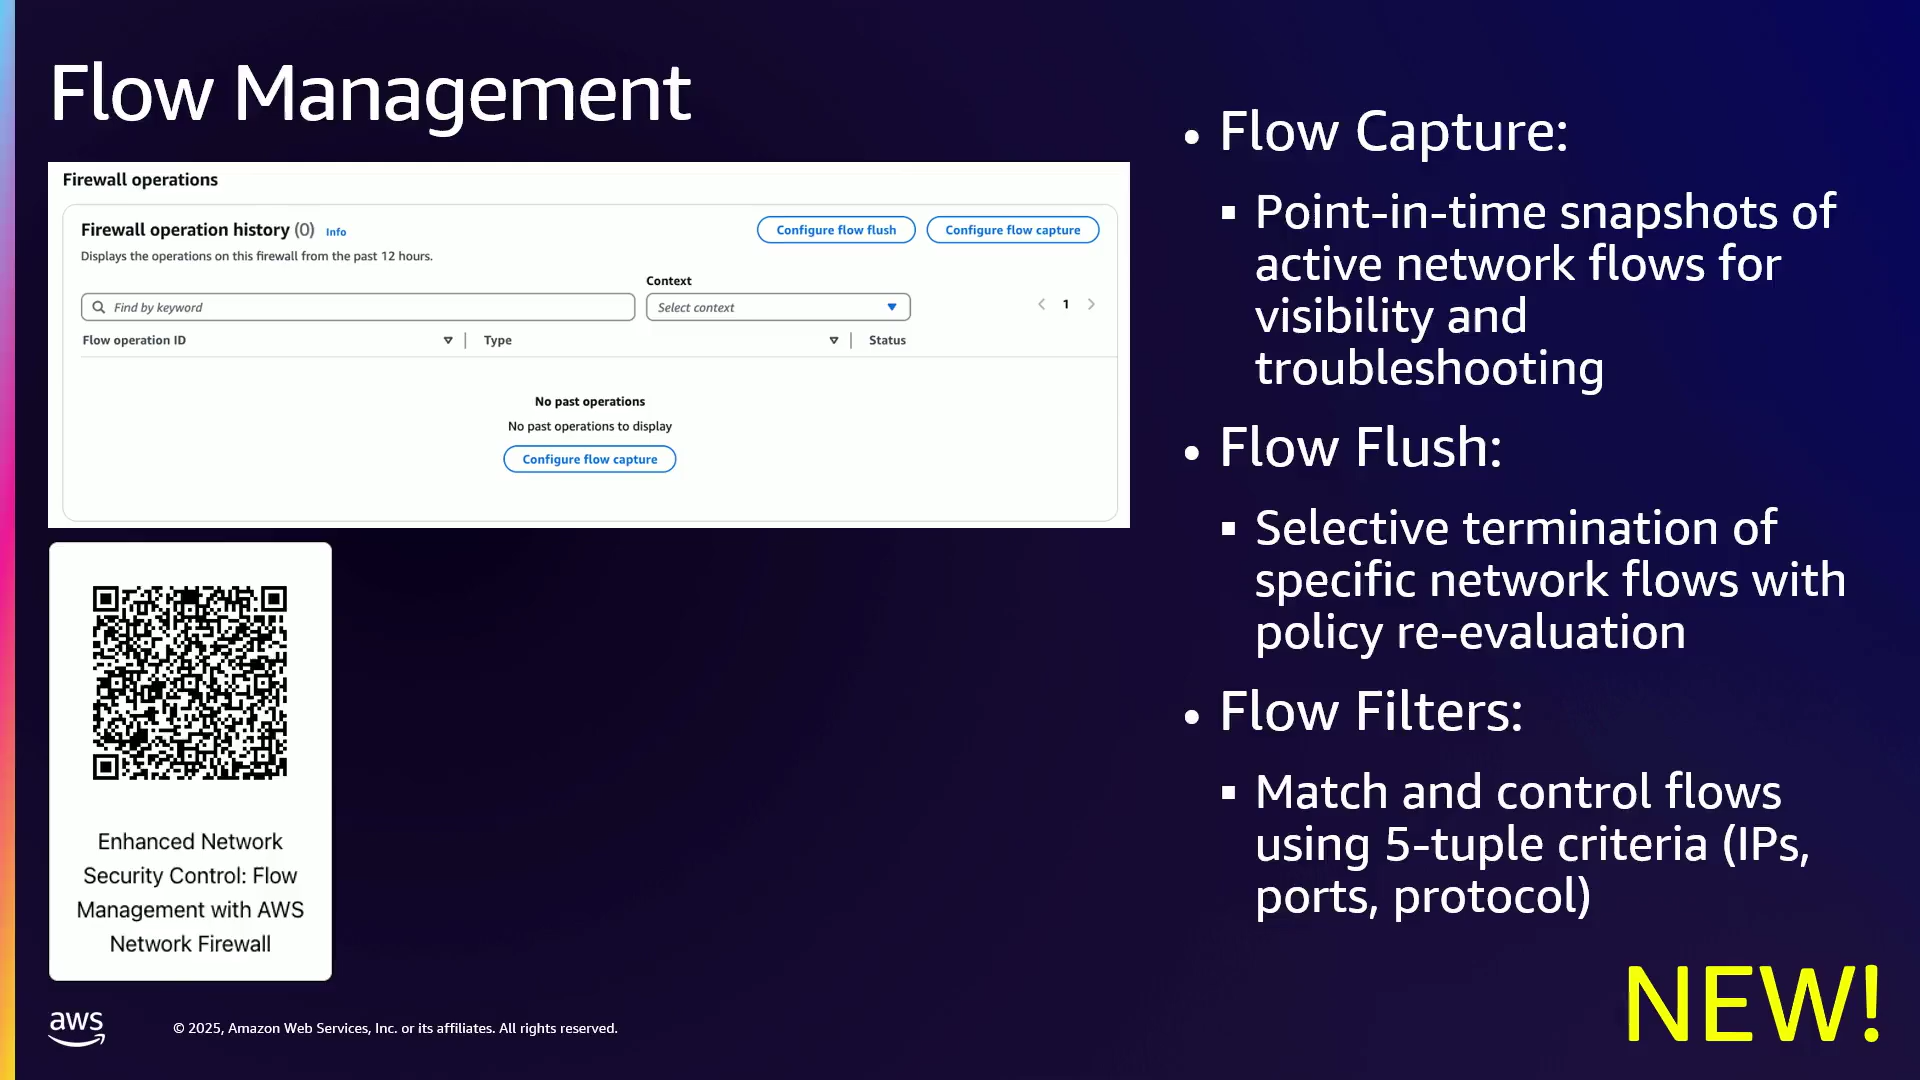 Flow Management
Firewall operations
Firewall operation history (0) Info
Configure flow flush
Configure flow capture
Displays the operations on this firewall from the past 12 hours.
Context
Find by keyword
Select context
1
Flow operation ID
Type
Status
No past operations
No past operations to display
Configure flow capture
Enhanced Network
Security Control: Flow
Management with AWS
Network Firewall
• Flow Capture:
▪ Point-in-time snapshots of
active network flows for
visibility and
troubleshooting
• Flow Flush:
▪ Selective termination of
specific network flows with
policy re-evaluation
• Flow Filters:
▪ Match and control flows
using 5-tuple criteria (IPs,
ports, protocol)
NEW!
aws
© 2025, Amazon Web Services, Inc. or its affiliates. All rights reserved.